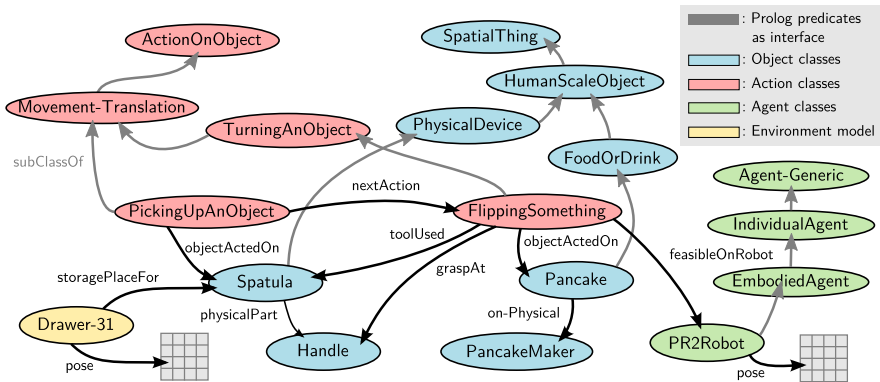 ActionOnObject
SpatialThing
: Prolog predicates
as interface
: Object classes
: Action classes
: Agent classes
: Environment model
HumanScaleObject
Movement-Translation
TurningAnObject
PhysicalDevice
FoodOrDrink
subClassOf
Agent-Generic
nextAction
PickingUpAnObject
FlippingSomething
IndividualAgent
objectActedOn
toolUsed
objectActedOn
feasibleOnRobot
storagePlaceFor
graspAt
Spatula
Pancake
EmbodiedAgent
physicalPart
on-Physical
Drawer-31
Handle
PancakeMaker
PR2Robot
pose
pose